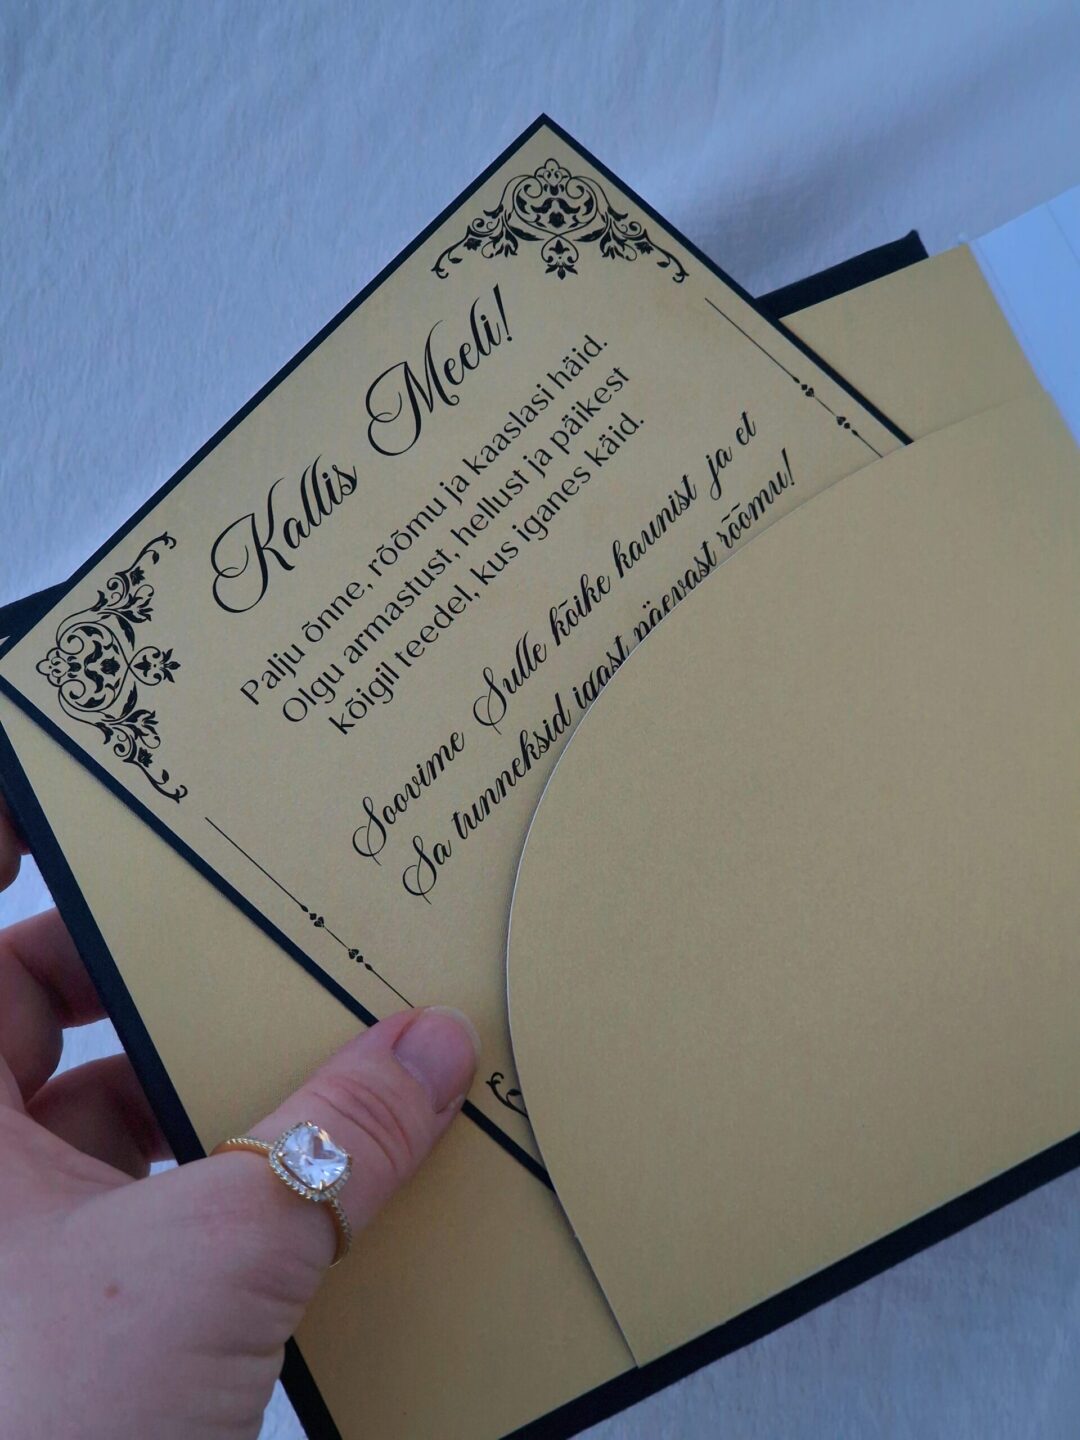 Kallis Meeli!
Palju õnne, rõõmu ja kaaslasi häid.
Olgu armastust, hellust ja päikest
kõigil teedel, kus iganes käid.
Soovime Sulle kõike kaunist ja et
Sa tunneksid igast päevast rõõmu!